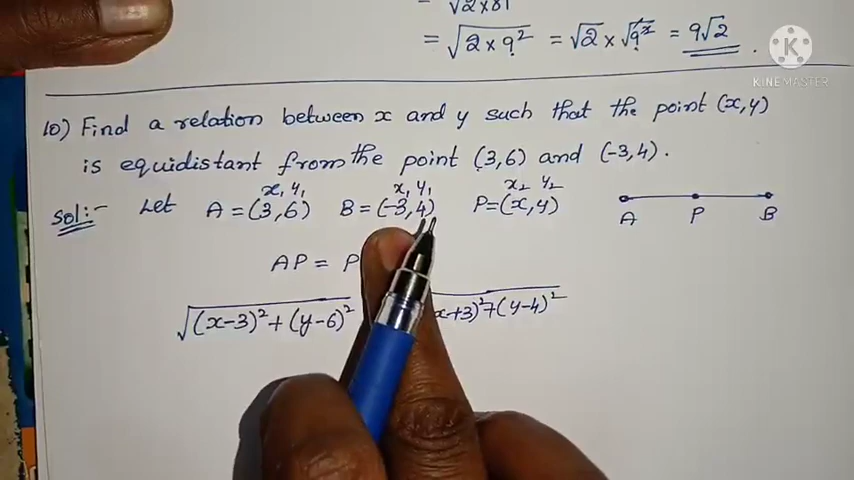 = √2×81
= √2×9² = √2 × √9² = 9√2 .
KINEMASTER
10) Find a relation between x and y such that the point (x,y)
is equidistant from the point (3,6) and (-3,4).
x₁ y₁ x₁ y₁ x₂ y₂
Sol:- Let A = (3,6) B = (-3,4) P = (x,y)
A P B
AP = P
√(x-3)²+(y-6)² x+3)²+(y-4)²